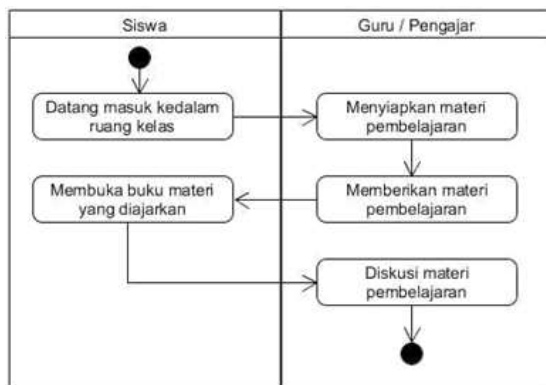 Siswa
Guru / Pengajar
Datang masuk kedalam
ruang kelas
Menyiapkan materi
pembelajaran
Membuka buku materi
yang diajarkan
Memberikan materi
pembelajaran
Diskusi materi
pembelajaran